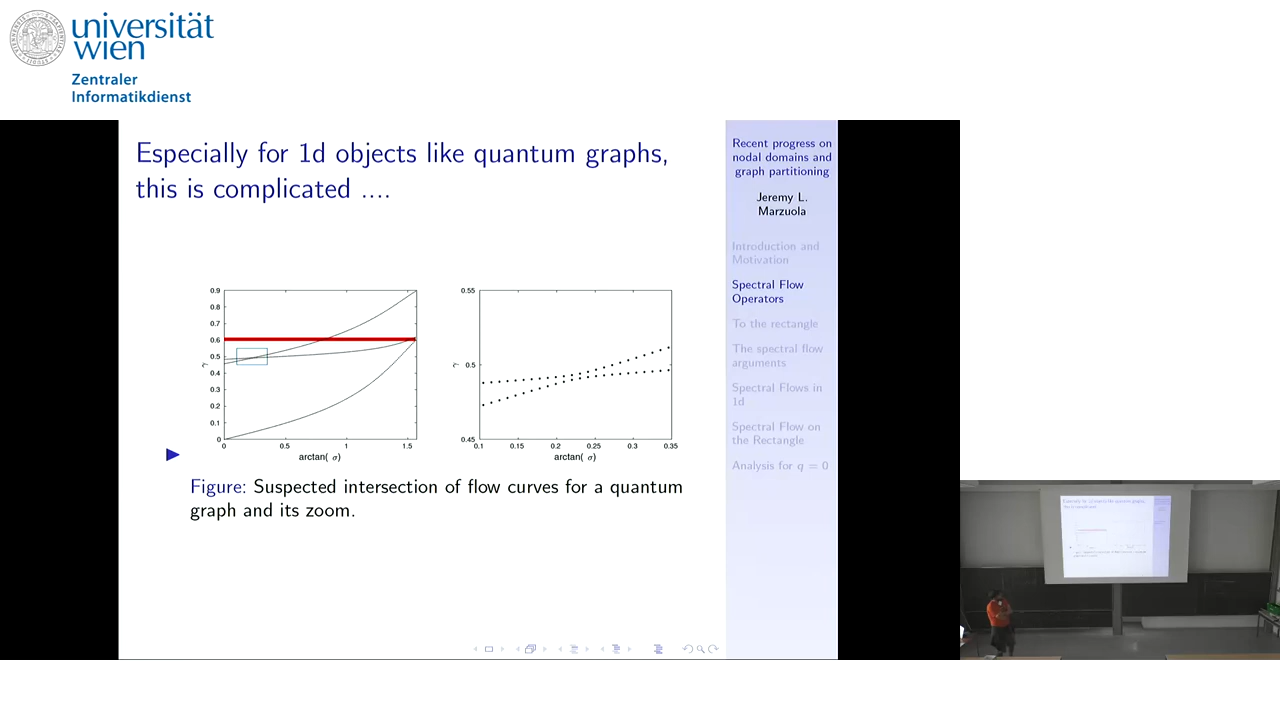 universität
wien
Zentraler
Informatikdienst
Especially for 1d objects like quantum graphs,
this is complicated ....
0.9
0.8
0.7
0.6
0.5
0.4
0.3
0.2
0.1
0
0 0.5 1 1.5
γ
arctan( σ)
0.55
0.5
0.45
0.1 0.15 0.2 0.25 0.3 0.35
γ
arctan( σ)
Figure: Suspected intersection of flow curves for a quantum
graph and its zoom.
Recent progress on
nodal domains and
graph partitioning
Jeremy L.
Marzuola
Introduction and
Motivation
Spectral Flow
Operators
To the rectangle
The spectral flow
arguments
Spectral Flows in
1d
Spectral Flow on
the Rectangle
Analysis for q = 0